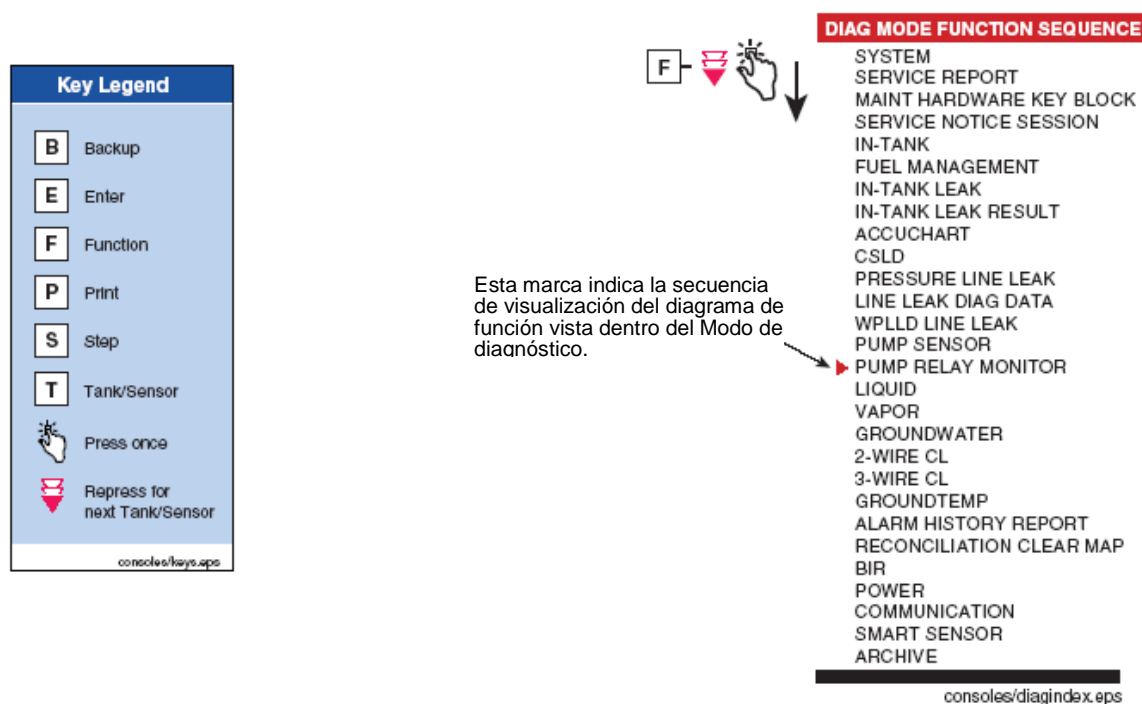 Key Legend
B Backup
E Enter
F Function
P Print
S Step
T Tank/Sensor
Press once
Repress for
next Tank/Sensor
consoles/keys.eps
Esta marca indica la secuencia
de visualización del diagrama de
función vista dentro del Modo de
diagnóstico.
F
DIAG MODE FUNCTION SEQUENCE
SYSTEM
SERVICE REPORT
MAINT HARDWARE KEY BLOCK
SERVICE NOTICE SESSION
IN-TANK
FUEL MANAGEMENT
IN-TANK LEAK
IN-TANK LEAK RESULT
ACCUCHART
CSLD
PRESSURE LINE LEAK
LINE LEAK DIAG DATA
WPLLD LINE LEAK
PUMP SENSOR
PUMP RELAY MONITOR
LIQUID
VAPOR
GROUNDWATER
2-WIRE CL
3-WIRE CL
GROUNDTEMP
ALARM HISTORY REPORT
RECONCILIATION CLEAR MAP
BIR
POWER
COMMUNICATION
SMART SENSOR
ARCHIVE
consoles/diagindex.eps